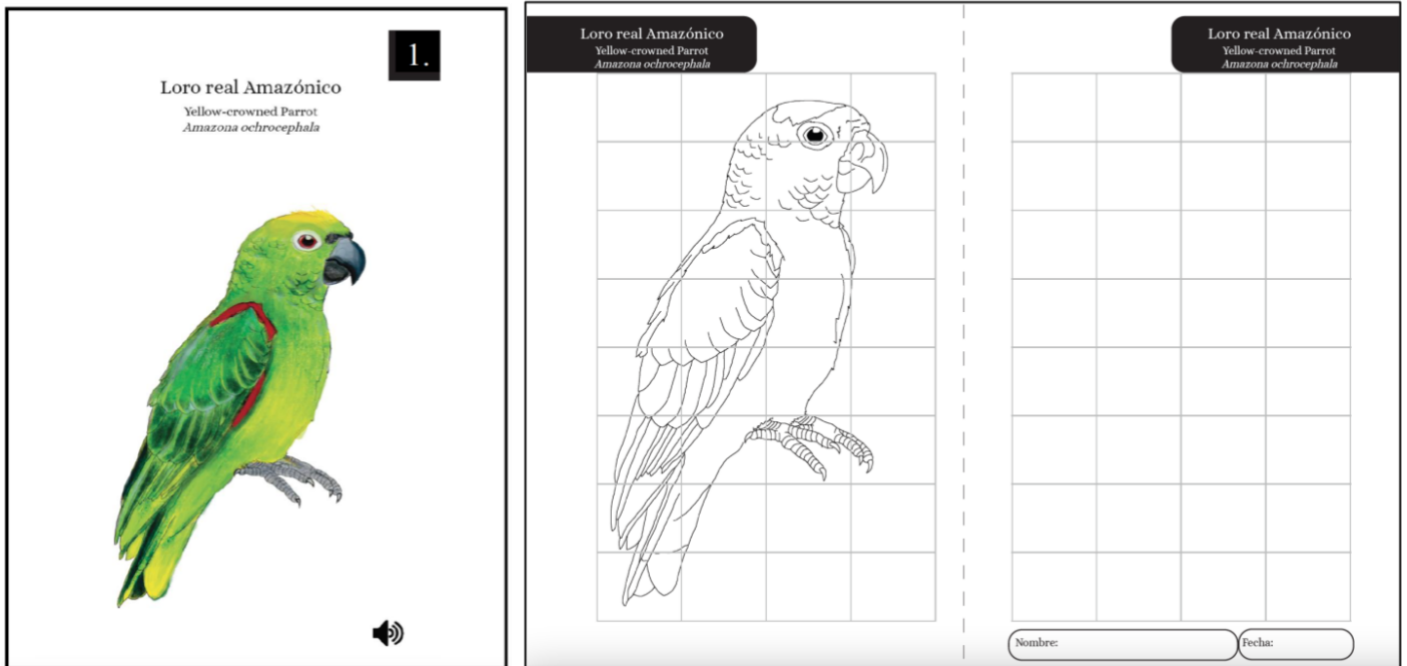 1.
Loro real Amazónico
Yellow-crowned Parrot
Amazona ochrocephala
Loro real Amazónico
Yellow-crowned Parrot
Amazona ochrocephala
Loro real Amazónico
Yellow-crowned Parrot
Amazona ochrocephala
Nombre:
Fecha: